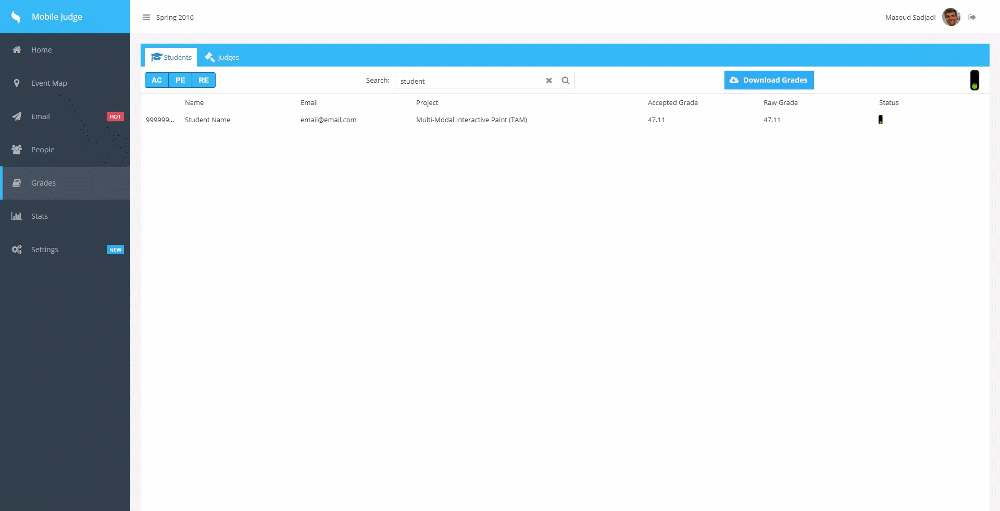 Mobile Judge
Spring 2016
Masoud Sadjadi
Home
Event Map
Email HOT
People
Grades
Stats
Settings NEW
Students Judges
AC PE RE Search: student Download Grades
Name Email Project Accepted Grade Raw Grade Status
999999... Student Name email@email.com Multi-Modal Interactive Paint (TAM) 47.11 47.11